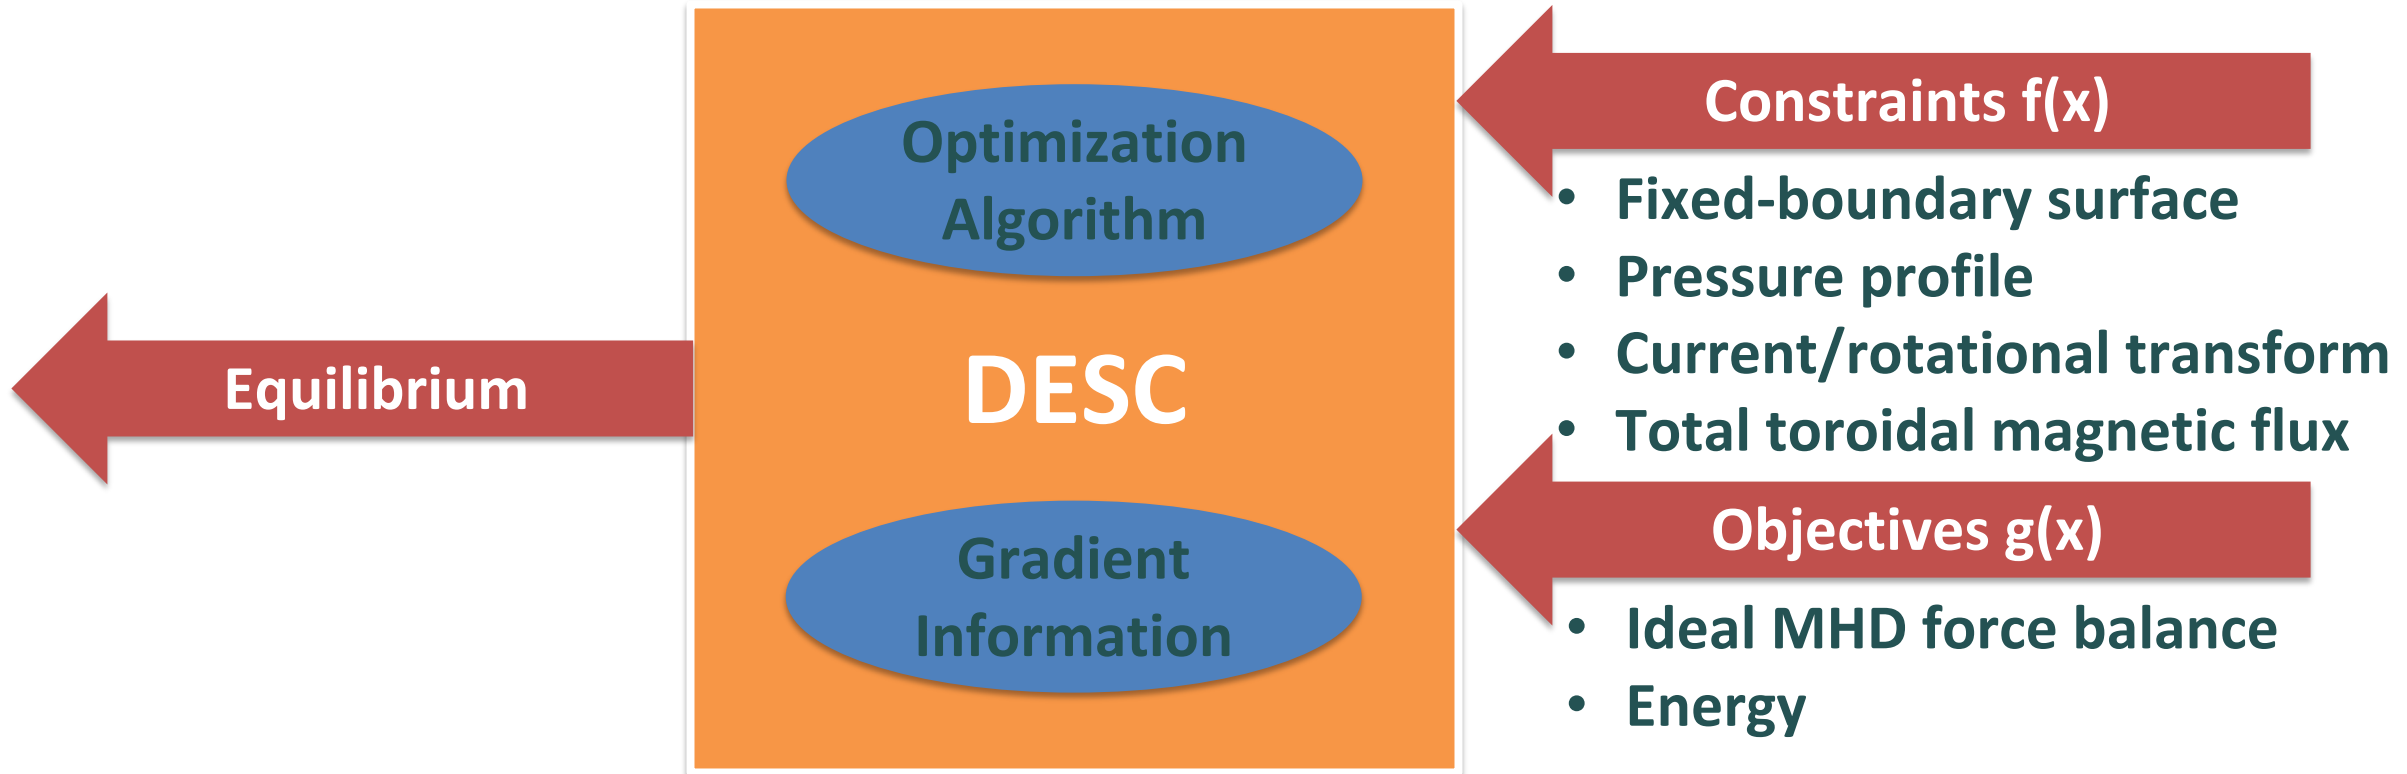 Optimization
Algorithm
DESC
Gradient
Information
Equilibrium
Constraints f(x)
• Fixed-boundary surface
• Pressure profile
• Current/rotational transform
• Total toroidal magnetic flux
Objectives g(x)
• Ideal MHD force balance
• Energy